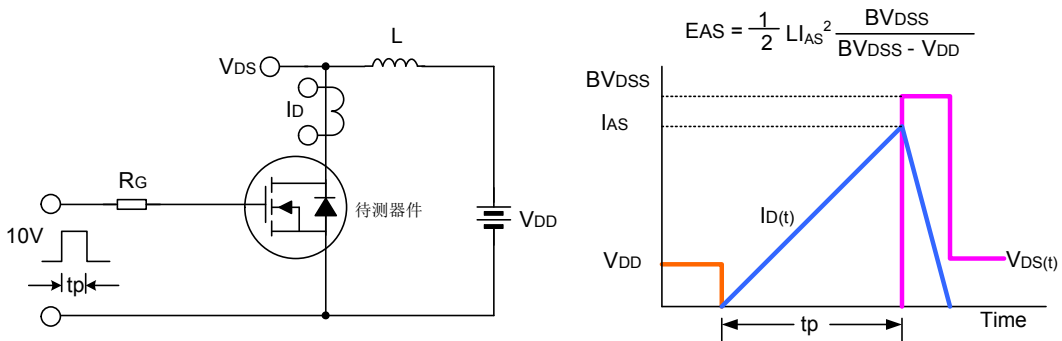 VDS
L
ID
RG
10V
tp
待测器件
VDD
EAS = 1/2 LIAS² BVDSS / BVDSS - VDD
BVDSS
IAS
ID(t)
VDD
VDS(t)
tp
Time